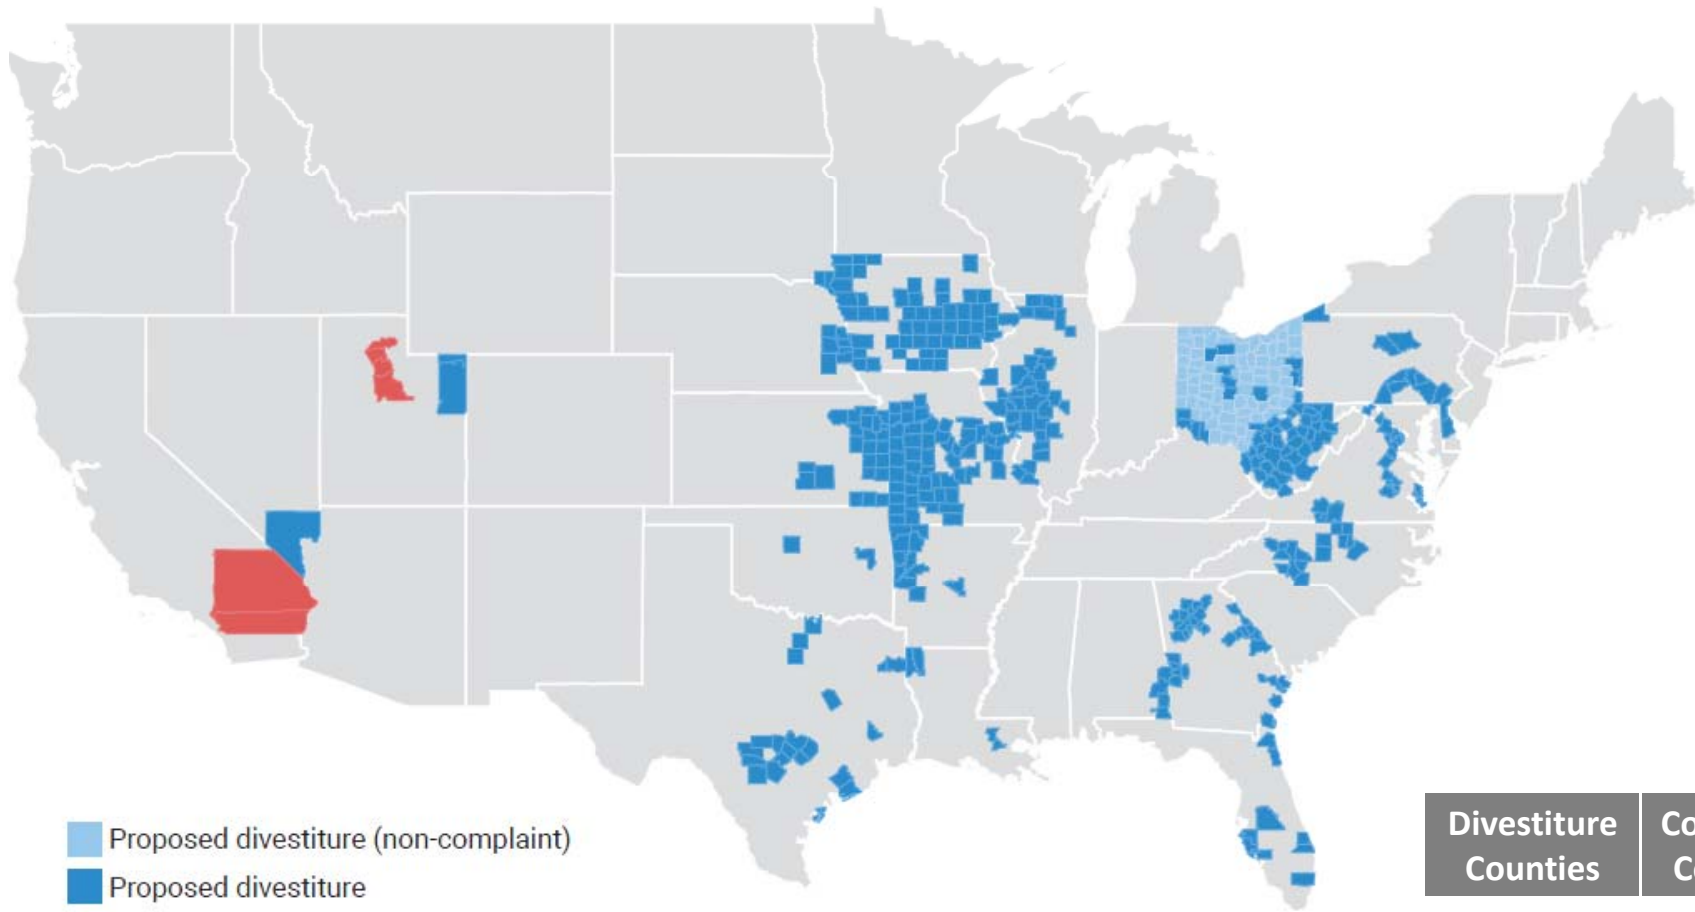 Proposed divestiture (non-complaint)
Proposed divestiture
Divestiture
Counties